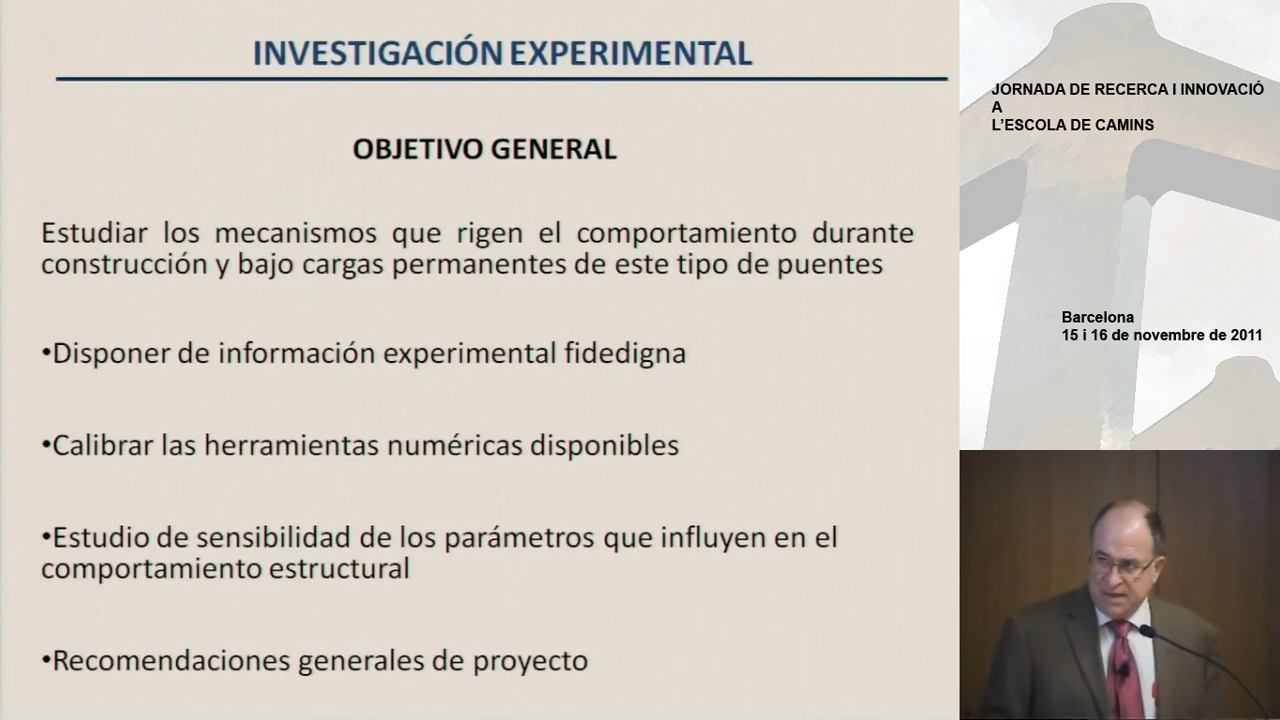 INVESTIGACIÓN EXPERIMENTAL
OBJETIVO GENERAL
Estudiar los mecanismos que rigen el comportamiento durante
construcción y bajo cargas permanentes de este tipo de puentes
•Disponer de información experimental fidedigna
•Calibrar las herramientas numéricas disponibles
•Estudio de sensibilidad de los parámetros que influyen en el
comportamiento estructural
•Recomendaciones generales de proyecto
JORNADA DE RECERCA I INNOVACIÓ
A
L'ESCOLA DE CAMINS
Barcelona
15 i 16 de novembre de 2011